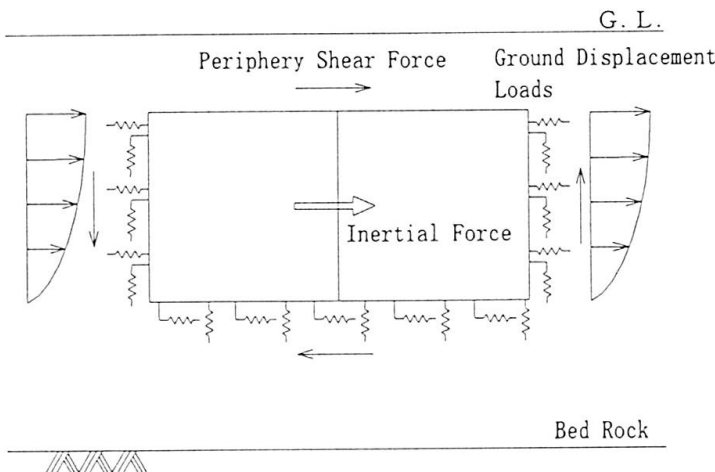 G. L.
Periphery Shear Force
Ground Displacement
Loads
Inertial Force
Bed Rock